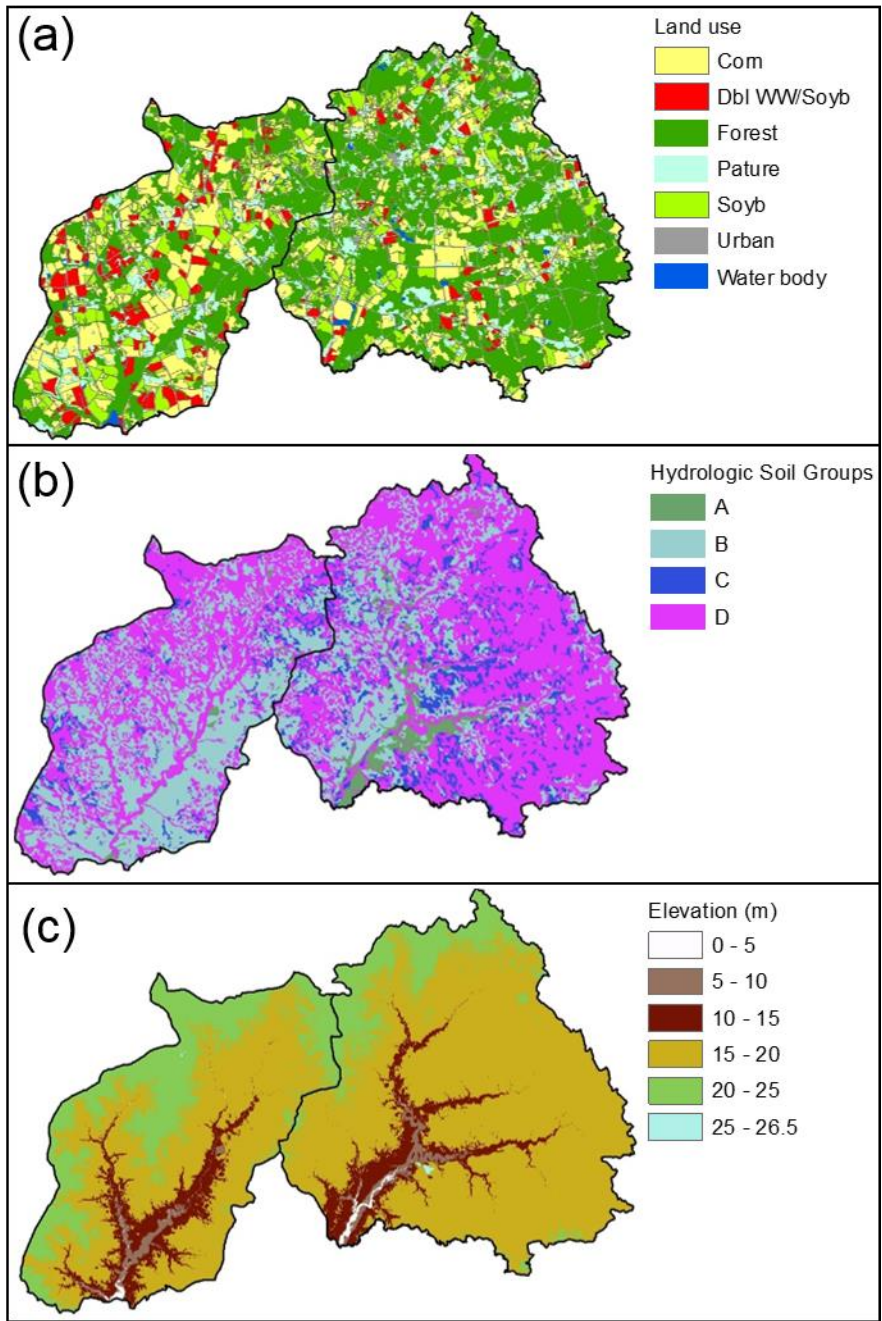 (a)
Land use
Corn
Dbl WW/Soyb
Forest
Pature
Soyb
Urban
Water body
(b)
Hydrologic Soil Groups
A
B
C
D
(c)
Elevation (m)
0 - 5
5 - 10
10 - 15
15 - 20
20 - 25
25 - 26.5